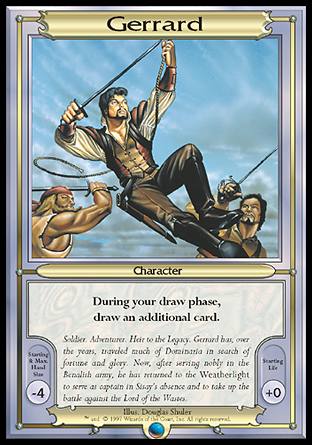 Gerrard
Character
During your draw phase,
draw an additional card.
Soldier. Adventurer. Heir to the Legacy. Gerrard has, over
the years, traveled much of Dominaria in search of
fortune and glory. Now, after serving nobly in the
Benalish army, he has returned to the Weatherlight
to serve as captain in Sisay's absence and to take up the
battle against the Lord of the Wastes.
Starting
& Max.
Hand
Size
-4
Starting
Life
+0
Illus. Douglas Shuler
™ and © 1997 Wizards of the Coast, Inc. All rights reserved.